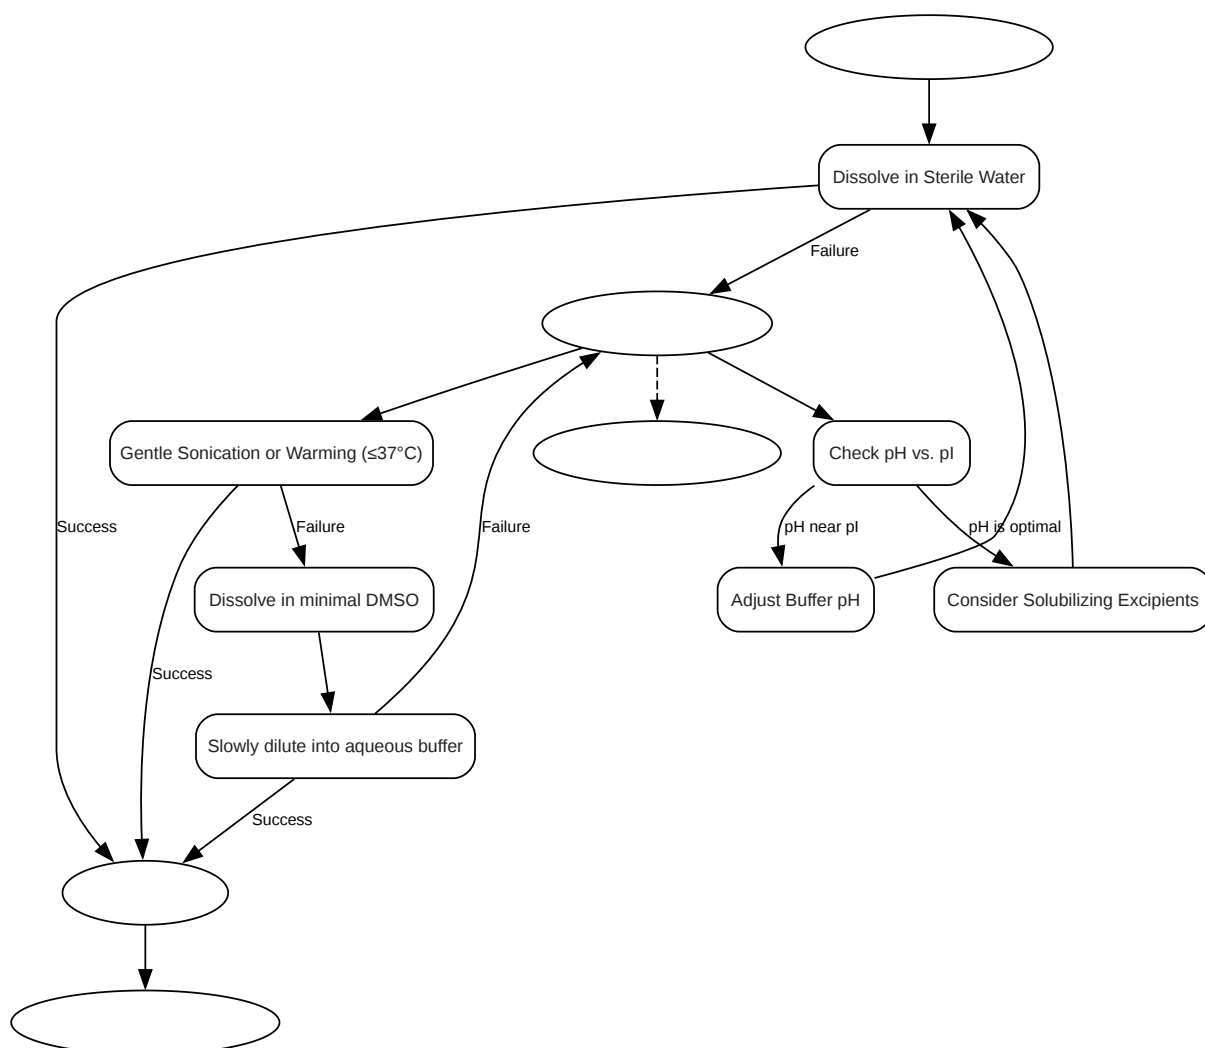 Dissolve in Sterile Water
Failure
Gentle Sonication or Warming (≤37°C)
Check pH vs. pI
Success
Failure
Failure
pH near pI
pH is optimal
Dissolve in minimal DMSO
Adjust Buffer pH
Consider Solubilizing Excipients
Success
Slowly dilute into aqueous buffer
Success